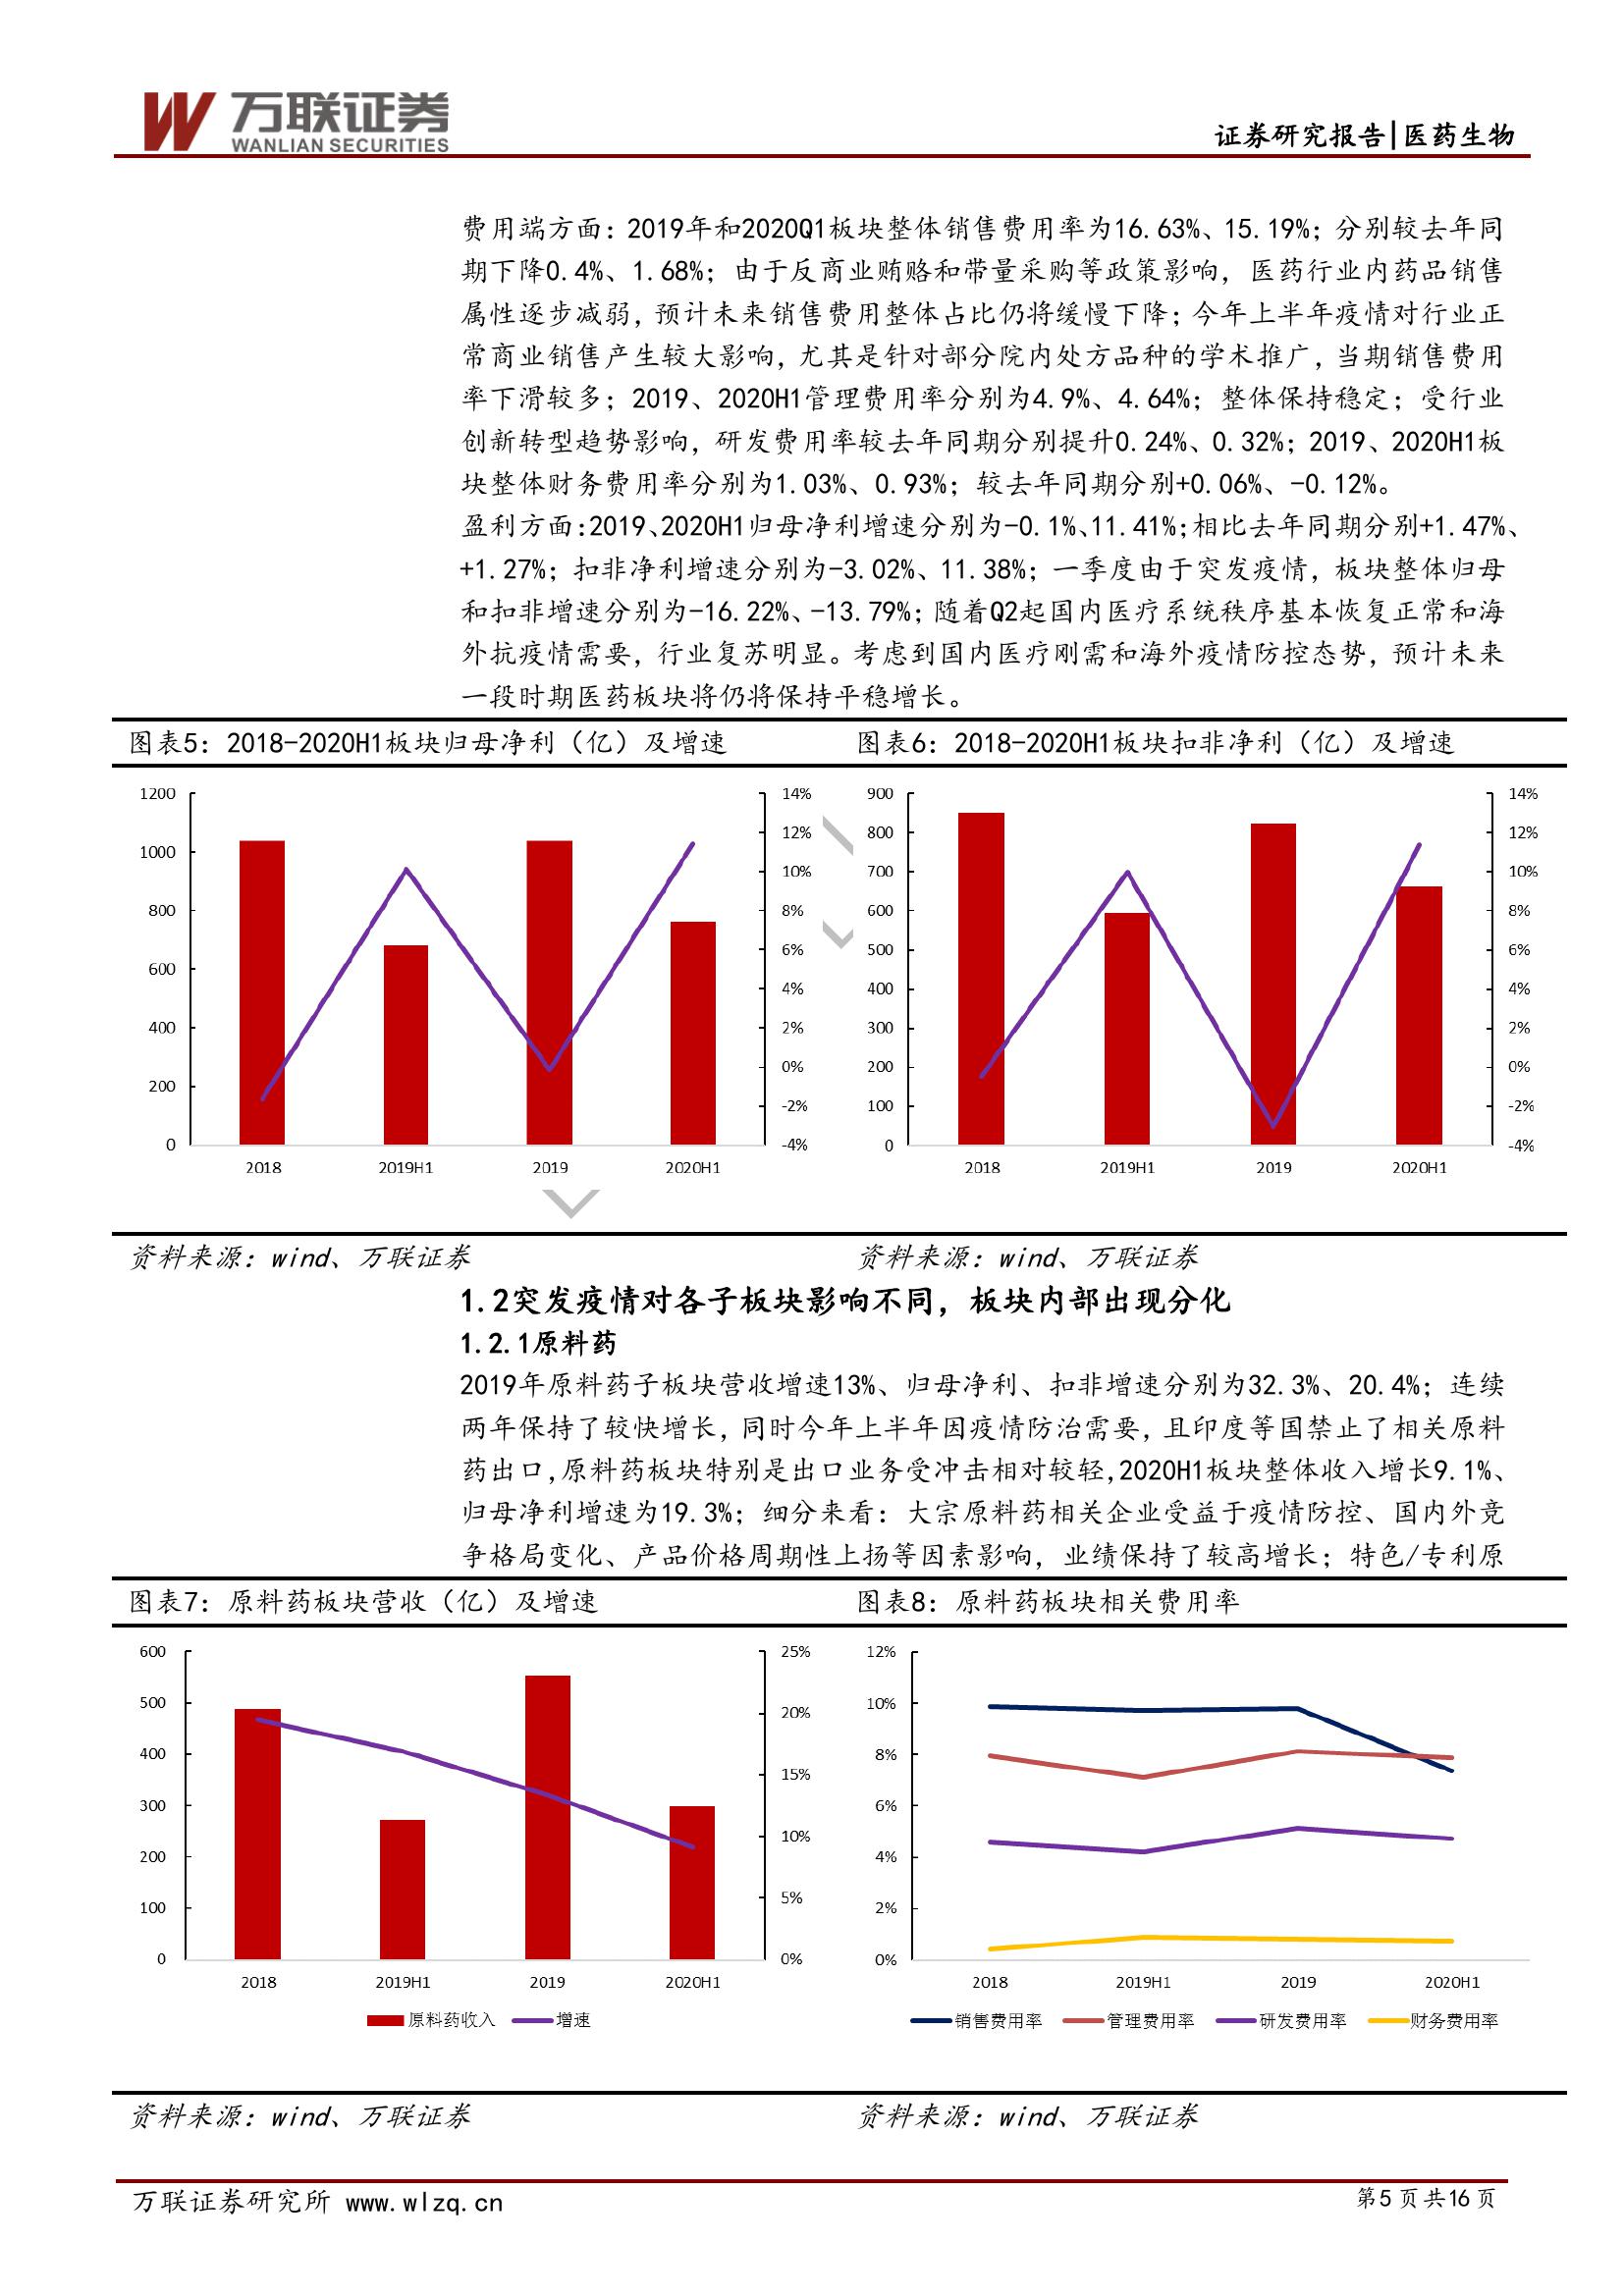 万联证券
WANLIAN SECURITIES
证券研究报告|医药生物
费用端方面：2019年和2020Q1板块整体销售费用率为16.63%、15.19%；分别较去年同
期下降0.4%、1.68%；由于反商业贿赂和带量采购等政策影响，医药行业内药品销售
属性逐步减弱，预计未来销售费用整体占比仍将缓慢下降；今年上半年疫情对行业正
常商业销售产生较大影响，尤其是针对部分院内处方品种的学术推广，当期销售费用
率下滑较多；2019、2020H1管理费用率分别为4.9%、4.64%；整体保持稳定；受行业
创新转型趋势影响，研发费用率较去年同期分别提升0.24%、0.32%；2019、2020H1板
块整体财务费用率分别为1.03%、0.93%；较去年同期分别+0.06%、-0.12%。
盈利方面：2019、2020H1归母净利增速分别为-0.1%、11.41%；相比去年同期分别+1.47%、
+1.27%；扣非净利增速分别为-3.02%、11.38%；一季度由于突发疫情，板块整体归母
和扣非增速分别为-16.22%、-13.79%；随着Q2起国内医疗系统秩序基本恢复正常和海
外抗疫情需要，行业复苏明显。考虑到国内医疗刚需和海外疫情防控态势，预计未来
一段时期医药板块将仍将保持平稳增长。
图表5：2018-2020H1板块归母净利（亿）及增速
1200
1000
800
600
400
200
0
14%
12%
10%
8%
6%
4%
2%
0%
-2%
-4%
2018 2019H1 2019 2020H1
图表6：2018-2020H1板块扣非净利（亿）及增速
900
800
700
600
500
400
300
200
100
0
14%
12%
10%
8%
6%
4%
2%
0%
-2%
-4%
2018 2019H1 2019 2020H1
资料来源：wind、万联证券
资料来源：wind、万联证券
1.2突发疫情对各子板块影响不同，板块内部出现分化
1.2.1原料药
2019年原料药子板块营收增速13%、归母净利、扣非增速分别为32.3%、20.4%；连续
两年保持了较快增长，同时今年上半年因疫情防治需要，且印度等国禁止了相关原料
药出口，原料药板块特别是出口业务受冲击相对较轻，2020H1板块整体收入增长9.1%、
归母净利增速为19.3%；细分来看：大宗原料药相关企业受益于疫情防控、国内外竞
争格局变化、产品价格周期性上扬等因素影响，业绩保持了较高增长；特色/专利原
图表7：原料药板块营收（亿）及增速
600
500
400
300
200
100
0
25%
20%
15%
10%
5%
0%
2018 2019H1 2019 2020H1
原料药收入 增速
图表8：原料药板块相关费用率
12%
10%
8%
6%
4%
2%
0%
2018 2019H1 2019 2020H1
销售费用率 管理费用率 研发费用率 财务费用率
资料来源：wind、万联证券
资料来源：wind、万联证券
万联证券研究所 www.wlzq.cn
第5页共16页